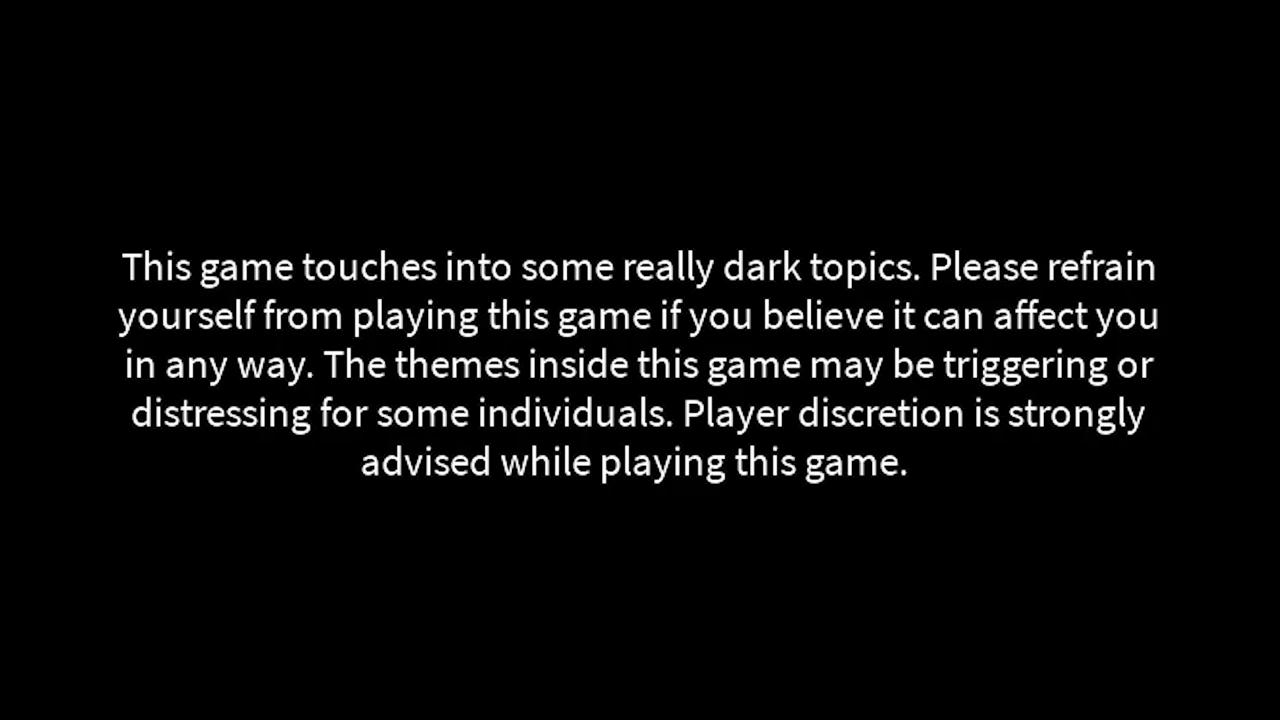 This game touches into some really dark topics. Please refrain
yourself from playing this game if you believe it can affect you
in any way. The themes inside this game may be triggering or
distressing for some individuals. Player discretion is strongly
advised while playing this game.